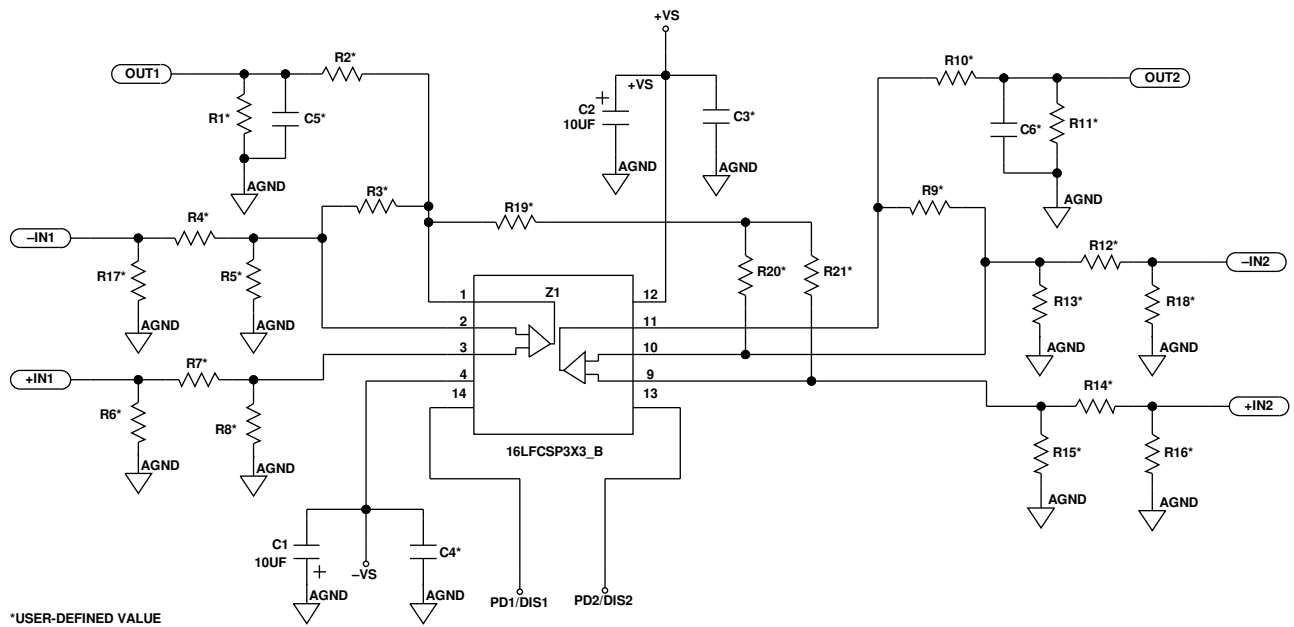 +VS
R2*
OUT1
R10*
OUT2
+VS
+
C2
10UF
C3*
R1*
C5*
C6*
R11*
AGND
AGND
AGND
AGND
R3*
R9*
R4*
R19*
–IN1
R12*
–IN2
R17*
R5*
R20*
R21*
R13*
R18*
AGND
AGND
AGND
AGND
Z1
1
12
2
11
3
10
4
9
14
13
R7*
+IN1
R14*
+IN2
R6*
R8*
R15*
R16*
AGND
AGND
AGND
AGND
16LFCSP3X3_B
C1
10UF
+
–VS
C4*
AGND
AGND
PD1/DIS1
PD2/DIS2
*USER-DEFINED VALUE